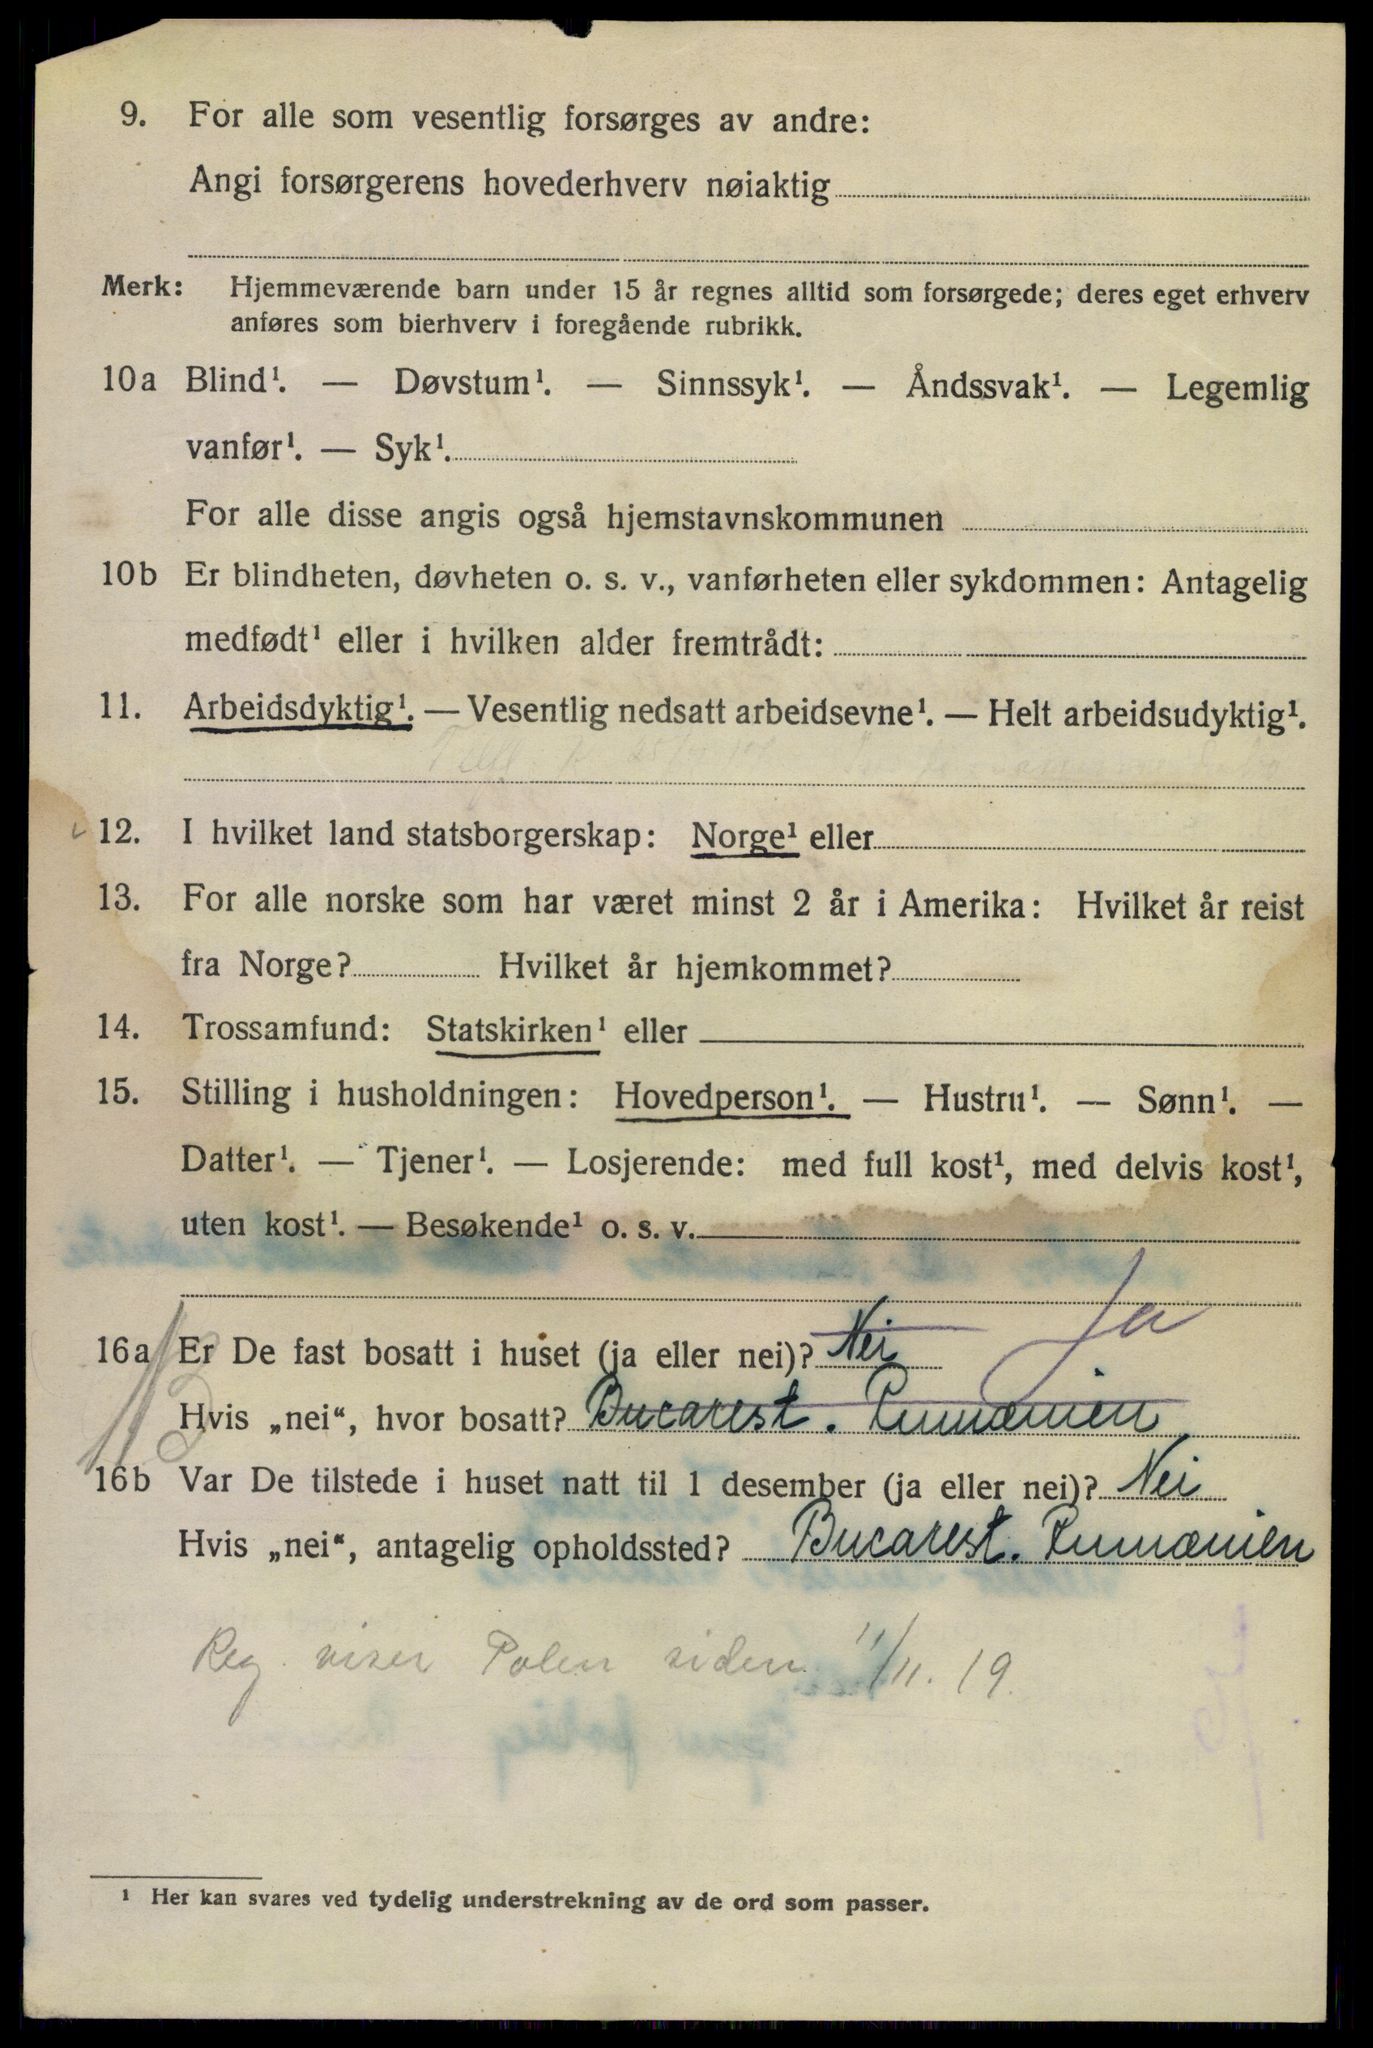 9. For alle som vesentlig forsørges av andre:
Angi forsørgerens hovederhverv nøiaktig
Merk: Hjemmeværende barn under 15 år regnes alltid som forsørgede; deres eget erhverv
anføres som bierhverv i foregående rubrikk.
10a Blind¹. — Døvstum¹. — Sinnssyk¹. — Åndssvak¹. — Legemlig
vanfør¹. — Syk¹.
For alle disse angis også hjemstavnskommunen
10b Er blindheten, døvheten o. s. v., vanførheten eller sykdommen: Antagelig
medfødt¹ eller i hvilken alder fremtrådt:
11. Arbeidsdyktig¹. — Vesentlig nedsatt arbeidsevne¹. — Helt arbeidsudyktig¹.
12. I hvilket land statsborgerskap: Norge¹ eller
13. For alle norske som har været minst 2 år i Amerika: Hvilket år reist
fra Norge? Hvilket år hjemkommet?
14. Trossamfund: Statskirken¹ eller
15. Stilling i husholdningen: Hovedperson¹. — Hustru¹. — Sønn¹. —
Datter¹. — Tjener¹. — Losjerende: med full kost¹, med delvis kost¹,
uten kost¹. — Besøkende¹ o. s. v.
16a Er De fast bosatt i huset (ja eller nei)? Nei Ja
Hvis „nei“, hvor bosatt? Bucarest. Rumænien
16b Var De tilstede i huset natt til 1 desember (ja eller nei)? Nei
Hvis „nei“, antagelig opholdssted? Bucarest. Rumænien
Reg. viser Polen siden 11/11. 19.
¹ Her kan svares ved tydelig understrekning av de ord som passer.